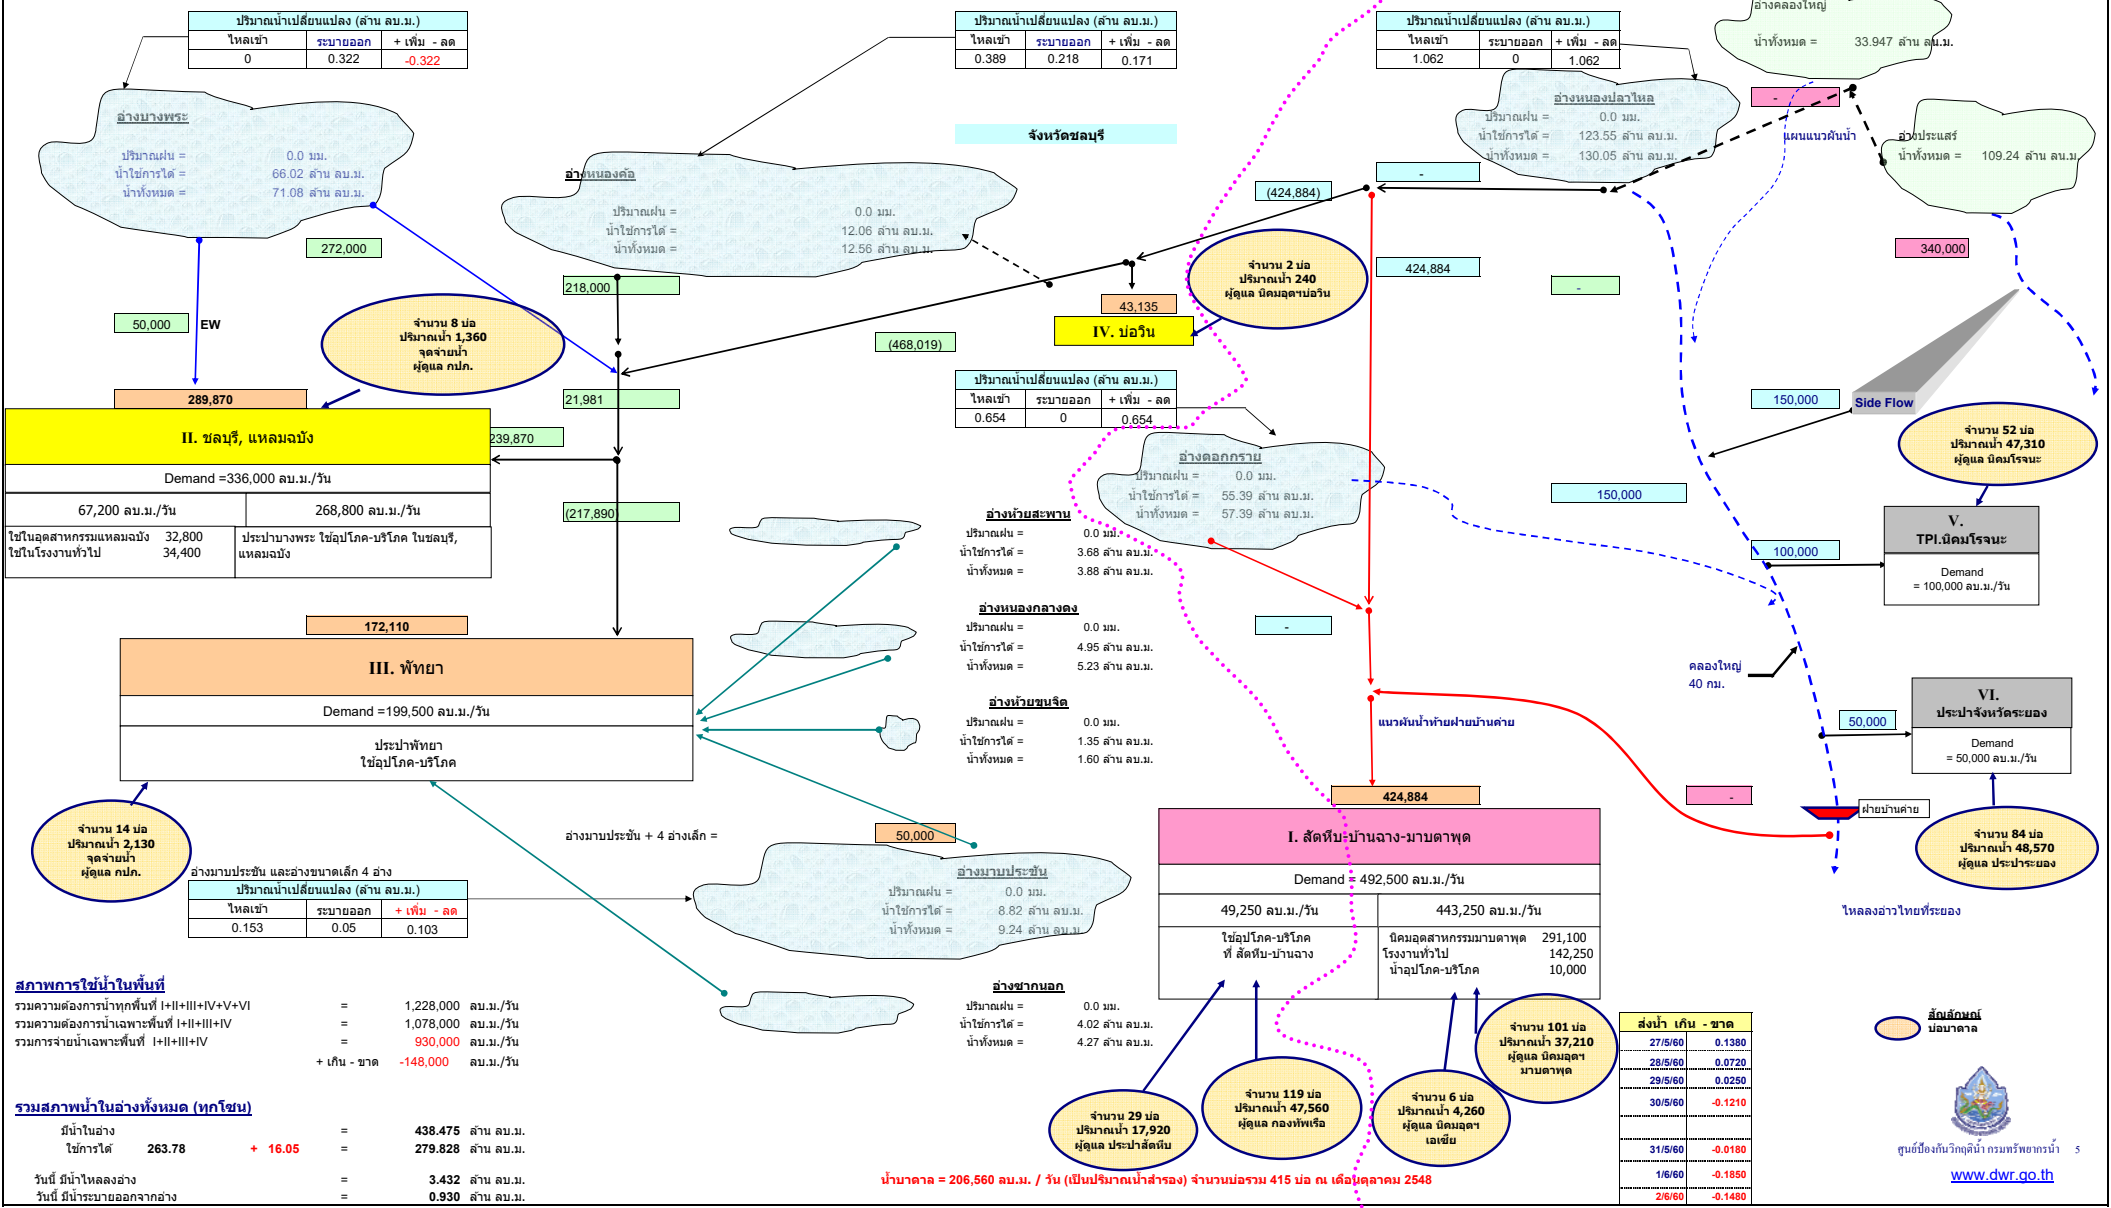 ปริมาณน้ำเปลี่ยนแปลง (ล้าน ลบ.ม.)
ไหลเข้า ระบายออก + เพิ่ม - ลด
0 0.322 -0.322
ปริมาณน้ำเปลี่ยนแปลง (ล้าน ลบ.ม.)
ไหลเข้า ระบายออก + เพิ่ม - ลด
0.389 0.218 0.171
ปริมาณน้ำเปลี่ยนแปลง (ล้าน ลบ.ม.)
ไหลเข้า ระบายออก + เพิ่ม - ลด
1.062 0 1.062
อ่างคลองใหญ่
น้ำทั้งหมด = 33.947 ล้าน ลบ.ม.
อ่างบางพระ
ปริมาณฝน = 0.0 มม.
น้ำใช้การได้ = 66.02 ล้าน ลบ.ม.
น้ำทั้งหมด = 71.08 ล้าน ลบ.ม.
จังหวัดชลบุรี
อ่างหนองค้อ
ปริมาณฝน = 0.0 มม.
น้ำใช้การได้ = 12.06 ล้าน ลบ.ม.
น้ำทั้งหมด = 12.56 ล้าน ลบ.ม.
อ่างหนองปลาไหล
ปริมาณฝน = 0.0 มม.
น้ำใช้การได้ = 123.55 ล้าน ลบ.ม.
น้ำทั้งหมด = 130.05 ล้าน ลบ.ม.
-
แผนแนวผันน้ำ
อ่างประแสร์
น้ำทั้งหมด = 109.24 ล้าน ลบ.ม.
-
(424,884)
272,000
218,000
424,884
340,000
-
50,000 EW
จำนวน 8 บ่อ
ปริมาณน้ำ 1,360
จุดจ่ายน้ำ
ผู้ดูแล กปภ.
จำนวน 2 บ่อ
ปริมาณน้ำ 240
ผู้ดูแล นิคมอุตฯบ่อวิน
43,135
IV. บ่อวิน
(468,019)
289,870
21,981
ปริมาณน้ำเปลี่ยนแปลง (ล้าน ลบ.ม.)
ไหลเข้า ระบายออก + เพิ่ม - ลด
0.654 0 0.654
150,000
Side Flow
จำนวน 52 บ่อ
ปริมาณน้ำ 47,310
ผู้ดูแล นิคมโรจนะ
II. ชลบุรี, แหลมฉบัง
239,870
Demand =336,000 ลบ.ม./วัน
67,200 ลบ.ม./วัน 268,800 ลบ.ม./วัน
ใช้ในอุตสาหกรรมแหลมฉบัง 32,800
ใช้ในโรงงานทั่วไป 34,400
ประปาบางพระ ใช้อุปโภค-บริโภค ในชลบุรี,
แหลมฉบัง
(217,890)
อ่างดอกกราย
ปริมาณฝน = 0.0 มม.
น้ำใช้การได้ = 55.39 ล้าน ลบ.ม.
น้ำทั้งหมด = 57.39 ล้าน ลบ.ม.
150,000
อ่างห้วยสะพาน
ปริมาณฝน = 0.0 มม.
น้ำใช้การได้ = 3.68 ล้าน ลบ.ม.
น้ำทั้งหมด = 3.88 ล้าน ลบ.ม.
V.
TPI.นิคมโรจนะ
Demand
= 100,000 ลบ.ม./วัน
100,000
อ่างหนองกลางดง
ปริมาณฝน = 0.0 มม.
น้ำใช้การได้ = 4.95 ล้าน ลบ.ม.
น้ำทั้งหมด = 5.23 ล้าน ลบ.ม.
-
172,110
III. พัทยา
Demand =199,500 ลบ.ม./วัน
ประปาพัทยา
ใช้อุปโภค-บริโภค
อ่างห้วยขุนจิต
ปริมาณฝน = 0.0 มม.
น้ำใช้การได้ = 1.35 ล้าน ลบ.ม.
น้ำทั้งหมด = 1.60 ล้าน ลบ.ม.
แนวผันน้ำท้ายฝายบ้านค่าย
คลองใหญ่
40 กม.
VI.
ประปาจังหวัดระยอง
Demand
= 50,000 ลบ.ม./วัน
50,000
-
ฝายบ้านค่าย
424,884
จำนวน 14 บ่อ
ปริมาณน้ำ 2,130
จุดจ่ายน้ำ
ผู้ดูแล กปภ.
อ่างมาบประชัน + 4 อ่างเล็ก = 50,000
อ่างมาบประชัน และอ่างขนาดเล็ก 4 อ่าง
ปริมาณน้ำเปลี่ยนแปลง (ล้าน ลบ.ม.)
ไหลเข้า ระบายออก + เพิ่ม - ลด
0.153 0.05 0.103
อ่างมาบประชัน
ปริมาณฝน = 0.0 มม.
น้ำใช้การได้ = 8.82 ล้าน ลบ.ม.
น้ำทั้งหมด = 9.24 ล้าน ลบ.ม.
I. สัตหีบ-บ้านฉาง-มาบตาพุด
Demand = 492,500 ลบ.ม./วัน
49,250 ลบ.ม./วัน 443,250 ลบ.ม./วัน
ใช้อุปโภค-บริโภค
ที่ สัตหีบ-บ้านฉาง
นิคมอุตสาหกรรมมาบตาพุด 291,100
โรงงานทั่วไป 142,250
น้ำอุปโภค-บริโภค 10,000
จำนวน 84 บ่อ
ปริมาณน้ำ 48,570
ผู้ดูแล ประปาระยอง
ไหลลงอ่าวไทยที่ระยอง
สภาพการใช้น้ำในพื้นที่
รวมความต้องการน้ำทุกพื้นที่ I+II+III+IV+V+VI = 1,228,000 ลบ.ม./วัน
รวมความต้องการน้ำเฉพาะพื้นที่ I+II+III+IV = 1,078,000 ลบ.ม./วัน
รวมการจ่ายน้ำเฉพาะพื้นที่ I+II+III+IV = 930,000 ลบ.ม./วัน
+ เกิน - ขาด -148,000 ลบ.ม./วัน
อ่างซากนอก
ปริมาณฝน = 0.0 มม.
น้ำใช้การได้ = 4.02 ล้าน ลบ.ม.
น้ำทั้งหมด = 4.27 ล้าน ลบ.ม.
จำนวน 101 บ่อ
ปริมาณน้ำ 37,210
ผู้ดูแล นิคมอุตฯ
มาบตาพุด
จำนวน 29 บ่อ
ปริมาณน้ำ 17,920
ผู้ดูแล ประปาสัตหีบ
จำนวน 119 บ่อ
ปริมาณน้ำ 47,560
ผู้ดูแล กองทัพเรือ
จำนวน 6 บ่อ
ปริมาณน้ำ 4,260
ผู้ดูแล นิคมอุตฯ
เอเซีย
ส่งน้ำ เกิน - ขาด
27/5/60 0.1380
28/5/60 0.0720
29/5/60 0.0250
30/5/60 -0.1210
31/5/60 -0.0180
1/6/60 -0.1850
2/6/60 -0.1480
สัญลักษณ์
บ่อบาดาล
รวมสภาพน้ำในอ่างทั้งหมด (ทุกโซน)
มีน้ำในอ่าง = 438.475 ล้าน ลบ.ม.
ใช้การได้ 263.78 + 16.05 = 279.828 ล้าน ลบ.ม.
วันนี้ มีน้ำไหลลงอ่าง = 3.432 ล้าน ลบ.ม.
วันนี้ มีน้ำระบายออกจากอ่าง = 0.930 ล้าน ลบ.ม.
น้ำบาดาล = 206,560 ลบ.ม. / วัน (เป็นปริมาณน้ำสำรอง) จำนวนบ่อรวม 415 บ่อ ณ เดือนตุลาคม 2548
ศูนย์ป้องกันวิกฤติน้ำ กรมทรัพยากรน้ำ 5
www.dwr.go.th